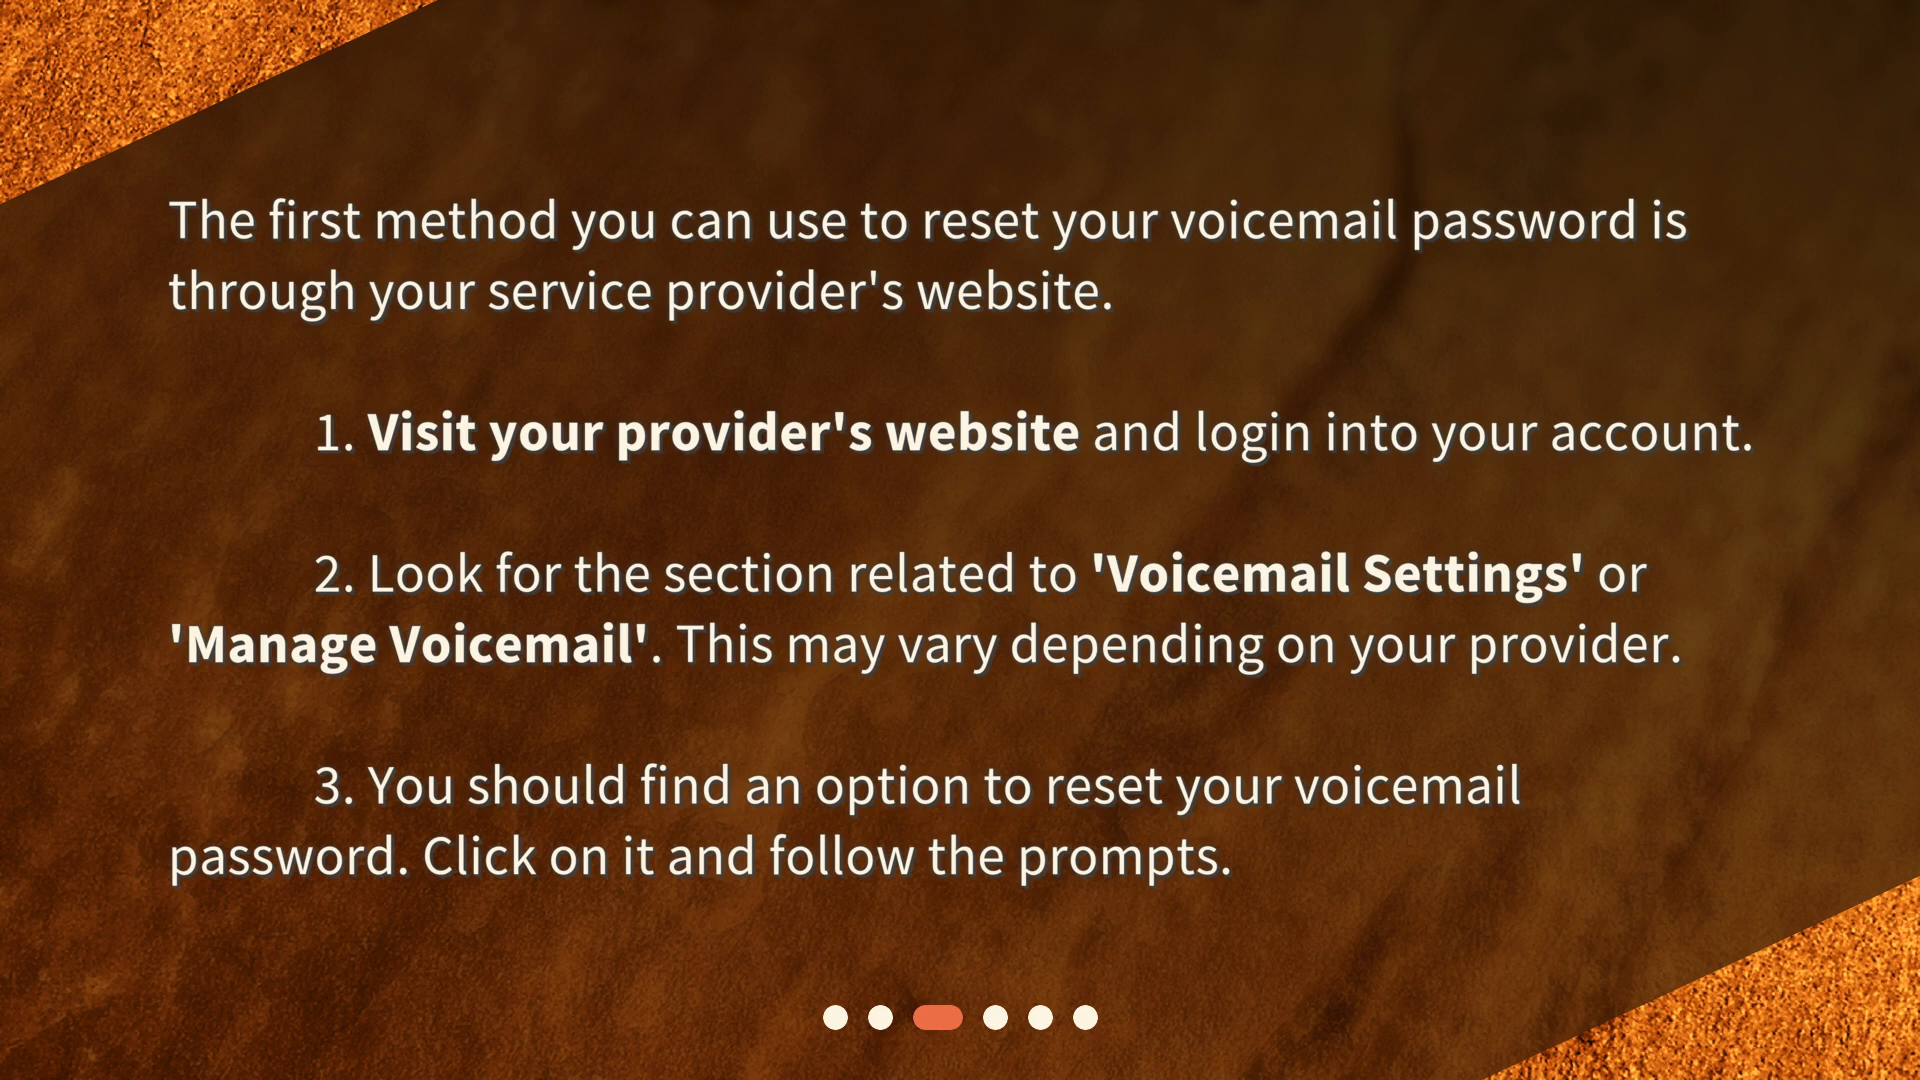 The first method you can use to reset your voicemail password is
through your service provider's website.
1. Visit your provider's website and login into your account.
2. Look for the section related to 'Voicemail Settings' or
'Manage Voicemail'. This may vary depending on your provider.
3. You should find an option to reset your voicemail
password. Click on it and follow the prompts.